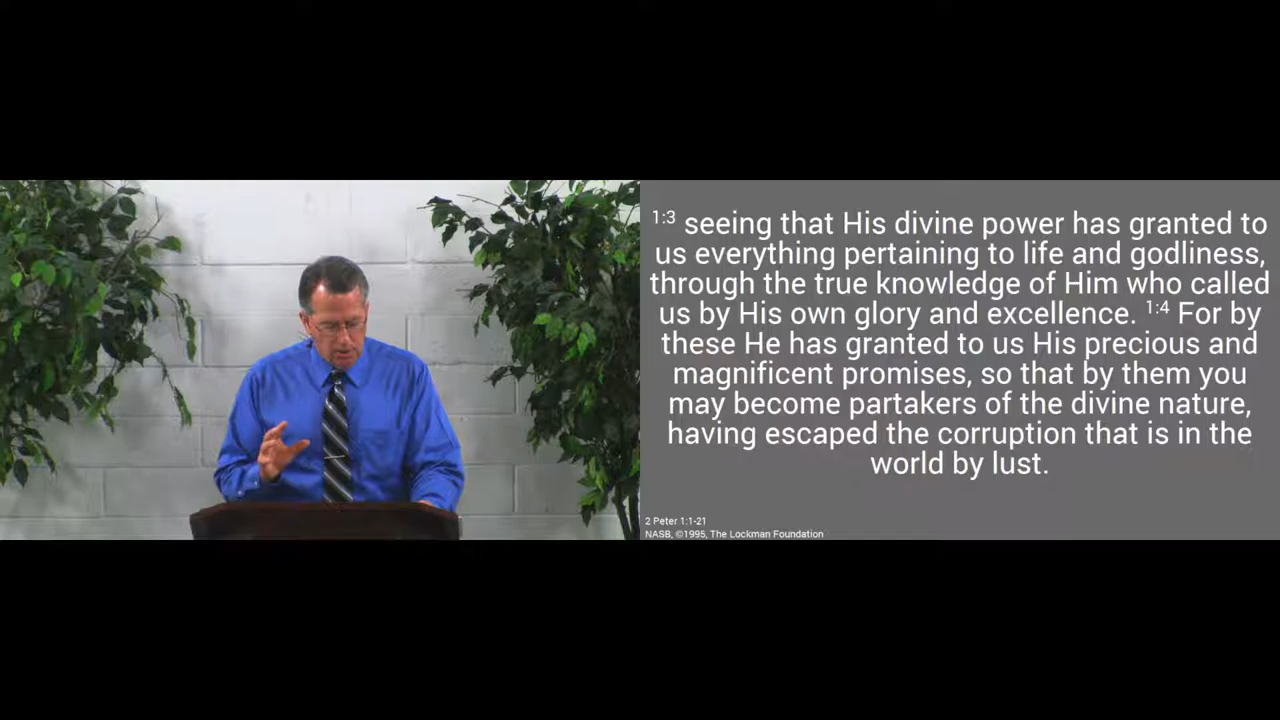 1:3 seeing that His divine power has granted to
us everything pertaining to life and godliness,
through the true knowledge of Him who called
us by His own glory and excellence. 1:4 For by
these He has granted to us His precious and
magnificent promises, so that by them you
may become partakers of the divine nature,
having escaped the corruption that is in the
world by lust.
2 Peter 1:1-21
NASB, ©1995, The Lockman Foundation